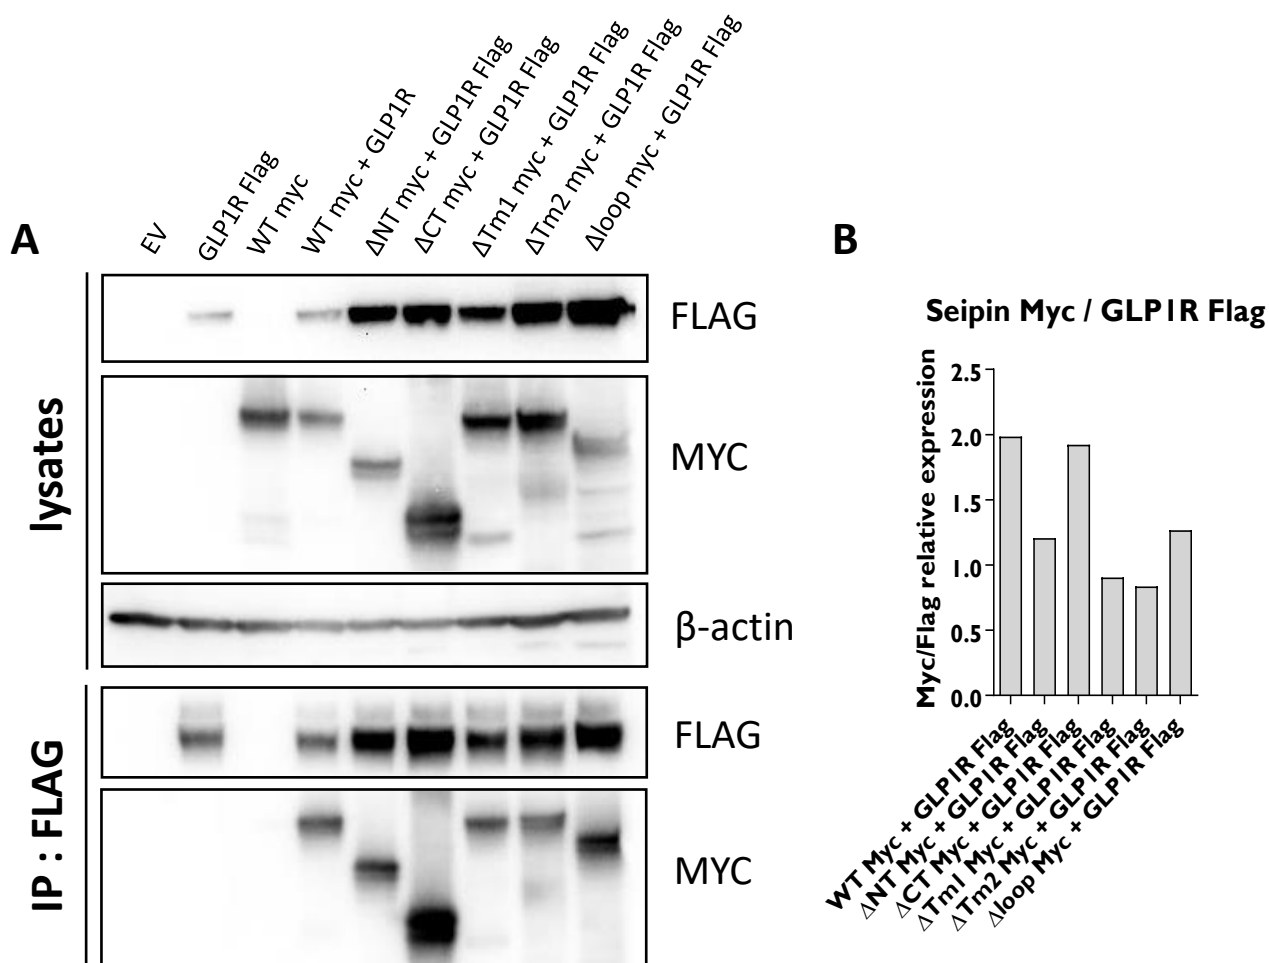 A
EV
GLP1R Flag
WT myc
WT myc + GLP1R
ΔNT myc + GLP1R Flag
ΔCT myc + GLP1R Flag
ΔTm1 myc + GLP1R Flag
ΔTm2 myc + GLP1R Flag
Δloop myc + GLP1R Flag
lysates
FLAG
MYC
β-actin
IP : FLAG
FLAG
MYC
B
Seipin Myc / GLP1R Flag
Myc/Flag relative expression
2.5
2.0
1.5
1.0
0.5
0.0
WT Myc + GLP1R Flag
ΔNT Myc + GLP1R Flag
ΔCT Myc + GLP1R Flag
ΔTm1 Myc + GLP1R Flag
ΔTm2 Myc + GLP1R Flag
Δloop Myc + GLP1R Flag